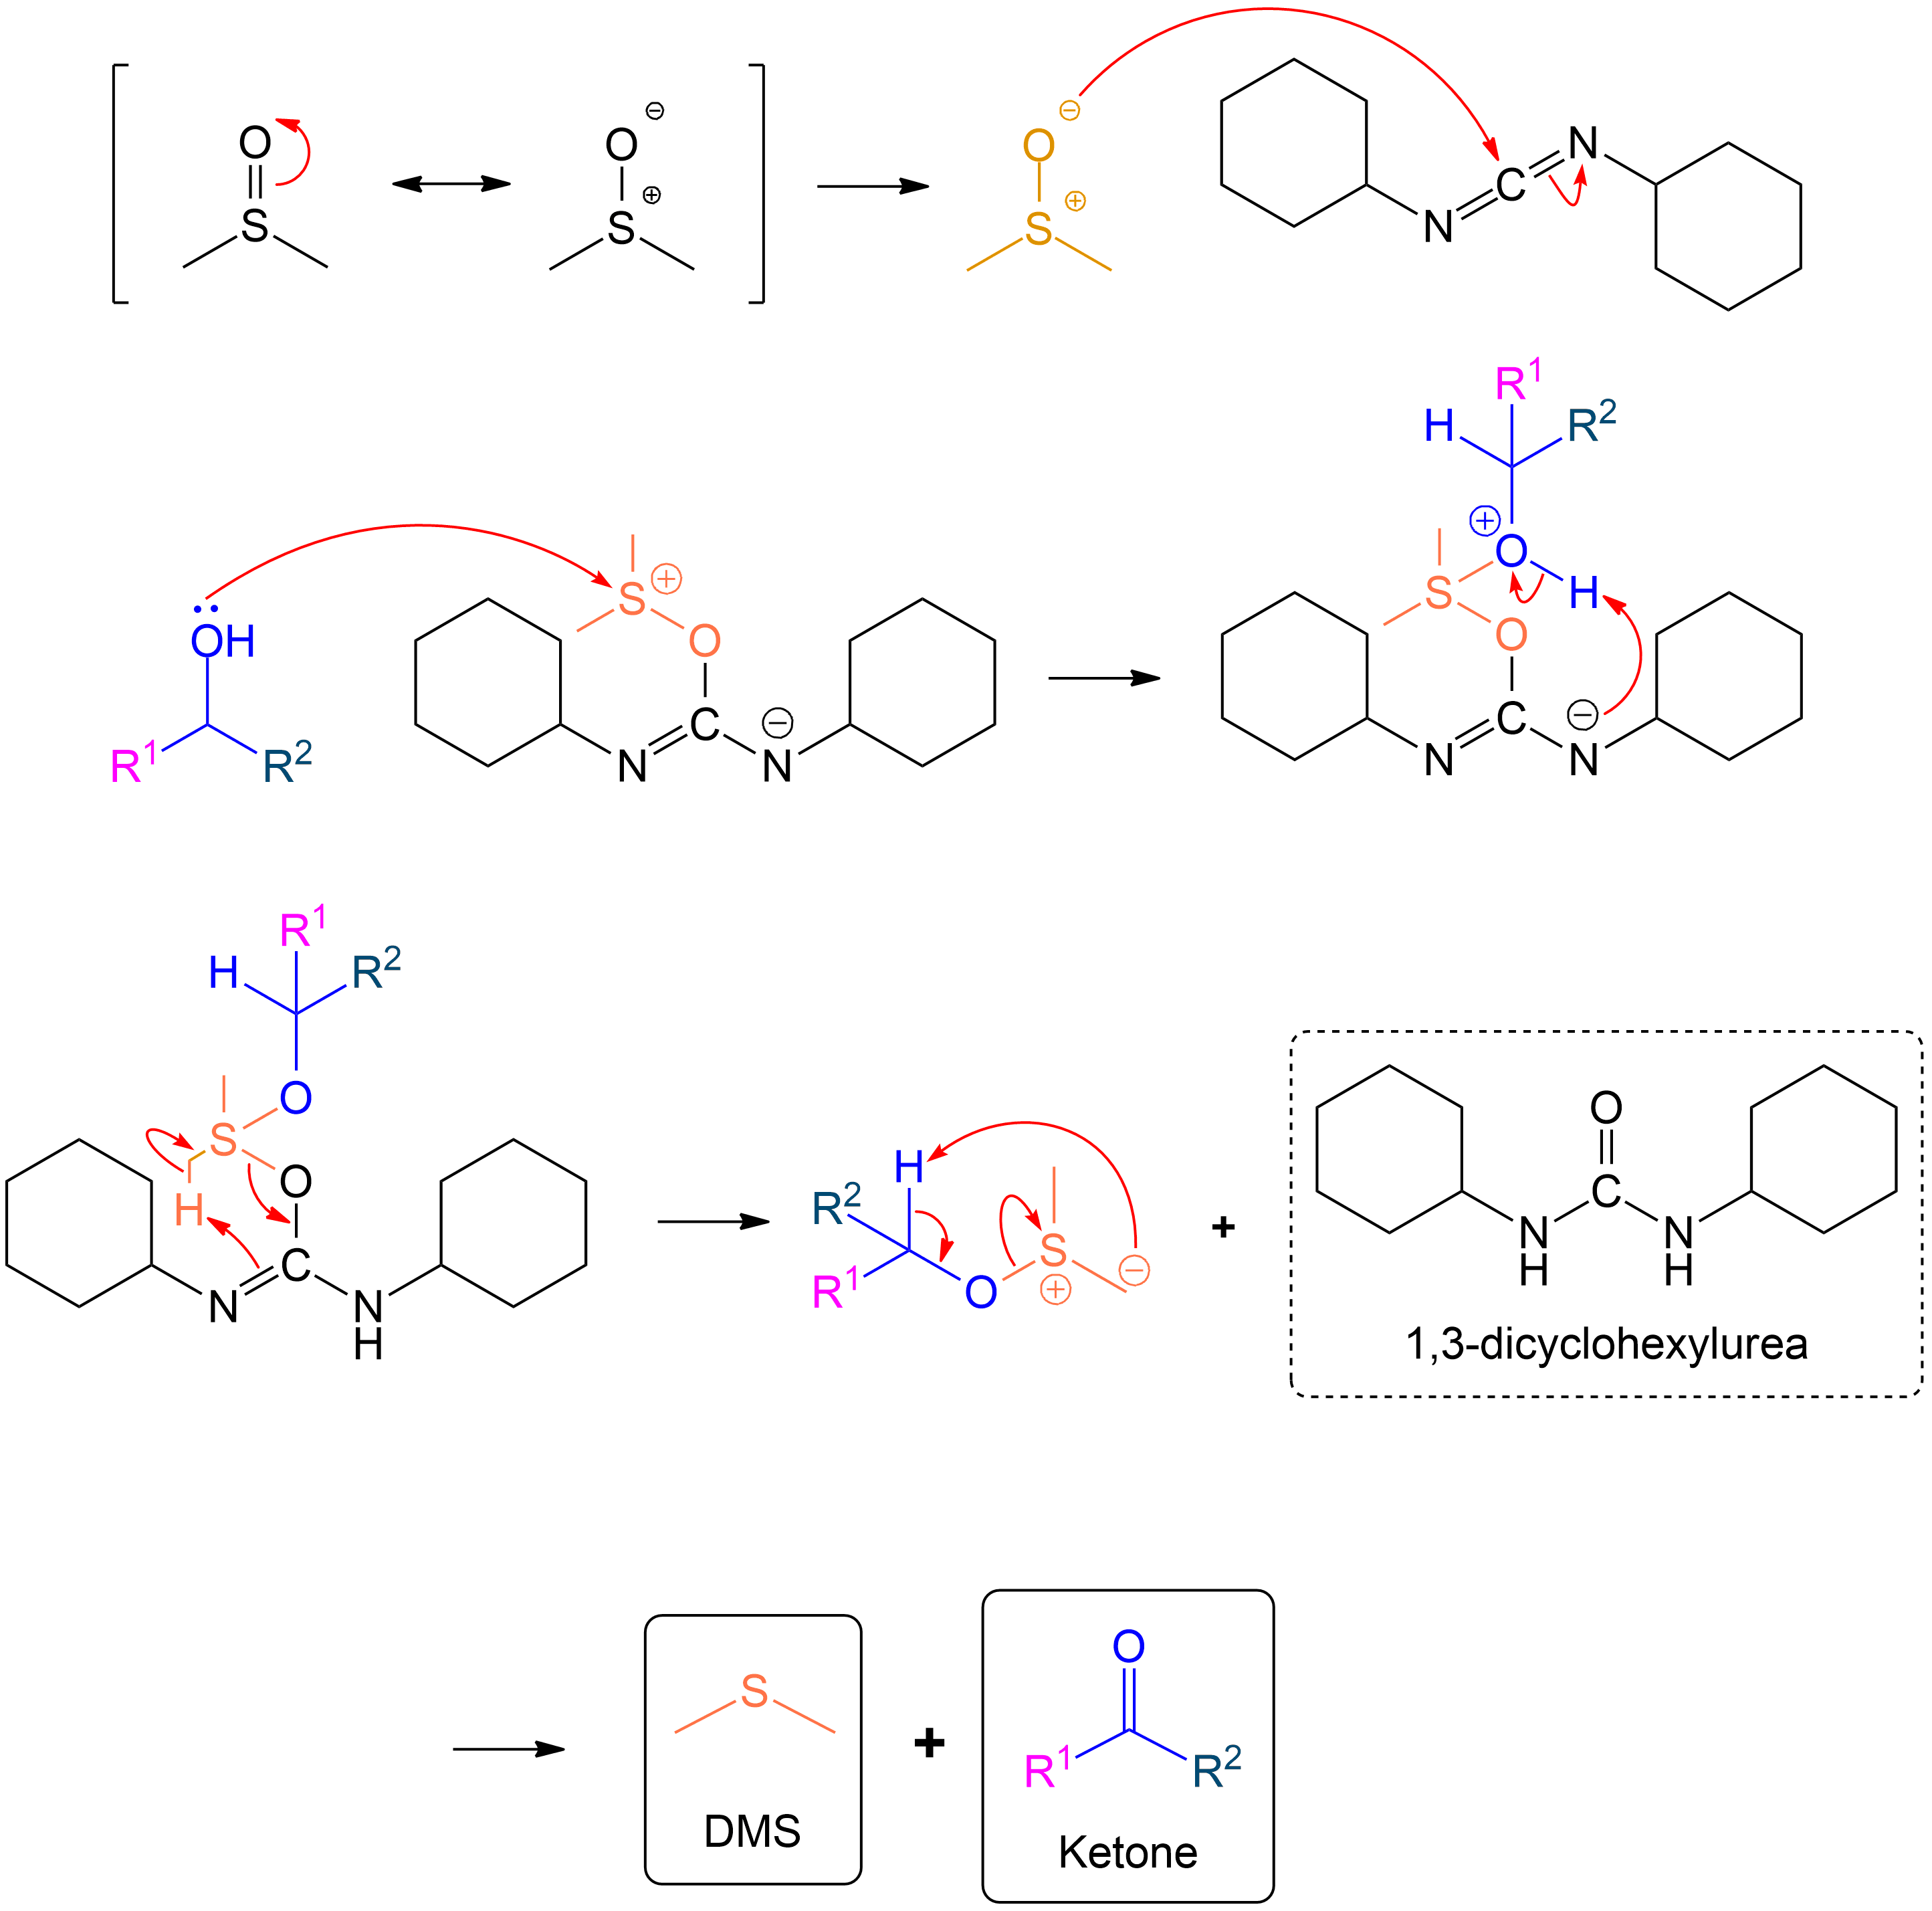 O ⊖
O ⊖
O
N
⊕
⊕
C
S
S
S
N
R¹
H
R²
⊕
O
S ⊕
S
H
OH
O
O
C ⊖
C ⊖
R¹
R²
N
N
N
N
R¹
H
R²
O
O
S
H
O
R²
S
C
H
C
⊖
R¹
O
⊕
+
N
H
N
H
N
N
H
1,3-dicyclohexylurea
O
S
+
R¹
R²
DMS
Ketone